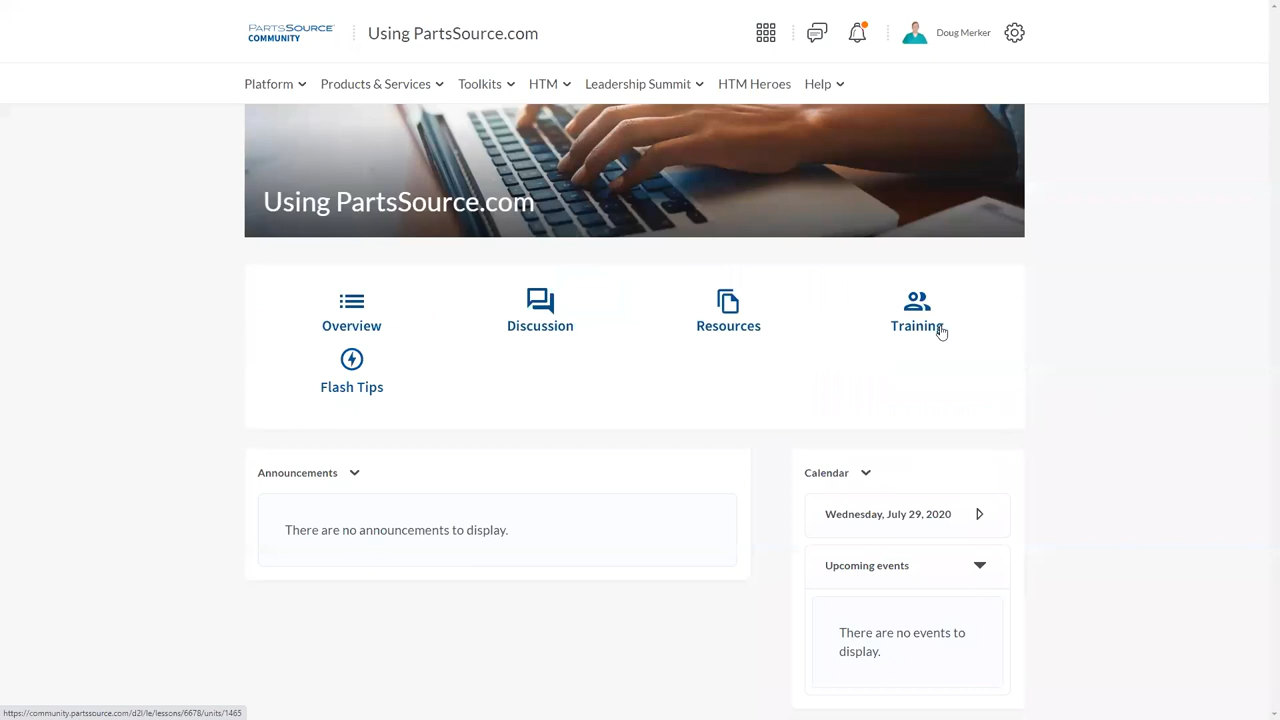 PARTSSOURCE
COMMUNITY
Using PartsSource.com
Doug Merker
Platform
Products & Services
Toolkits
HTM
Leadership Summit
HTM Heroes
Help
Using PartsSource.com
Overview
Discussion
Resources
Training
Flash Tips
Announcements
There are no announcements to display.
Calendar
Wednesday, July 29, 2020
Upcoming events
There are no events to
display.
https://community.partssource.com/d2l/le/lessons/6678/units/1465